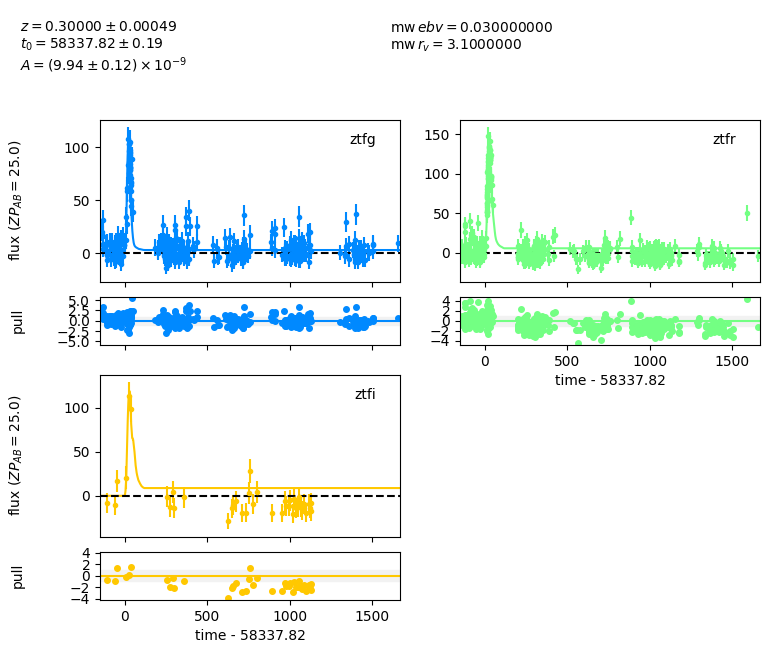 z = 0.30000 ± 0.00049
t₀ = 58337.82 ± 0.19
A = (9.94 ± 0.12) × 10⁻⁹
mw ebv = 0.030000000
mw r_v = 3.1000000
ztfg
flux (ZP_AB = 25.0)
100
50
0
pull
5.0
2.5
0.0
−2.5
−5.0
ztfr
150
100
50
0
4
2
0
−2
−4
0 500 1000 1500
time - 58337.82
ztfi
flux (ZP_AB = 25.0)
100
50
0
pull
4
2
0
−2
−4
0 500 1000 1500
time - 58337.82